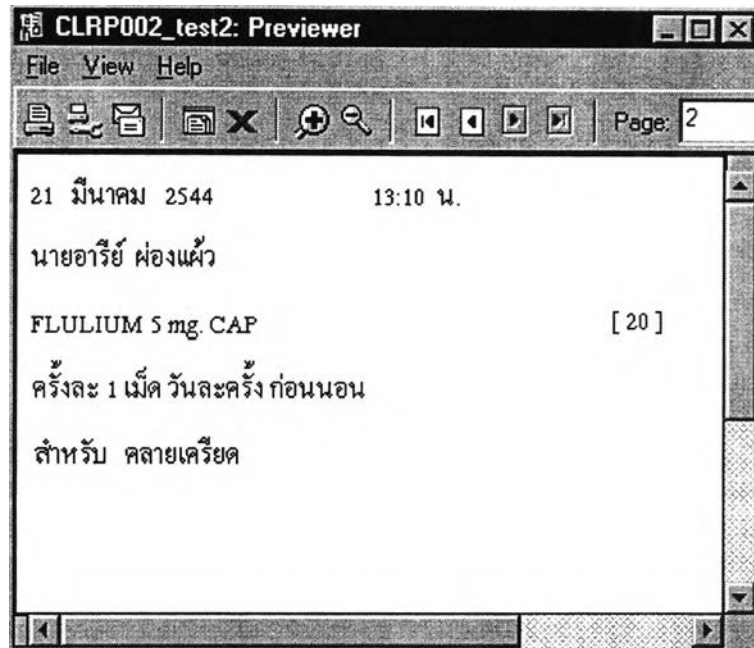 CLRP002_test2: Previewer
File View Help
Page: 2
21 มีนาคม 2544 13:10 น.
นายอารีย์ ผ่องแผ้ว
FLULIUM 5 mg. CAP [ 20 ]
ครั้งละ 1 เม็ด วันละครั้ง ก่อนนอน
สำหรับ คลายเครียด